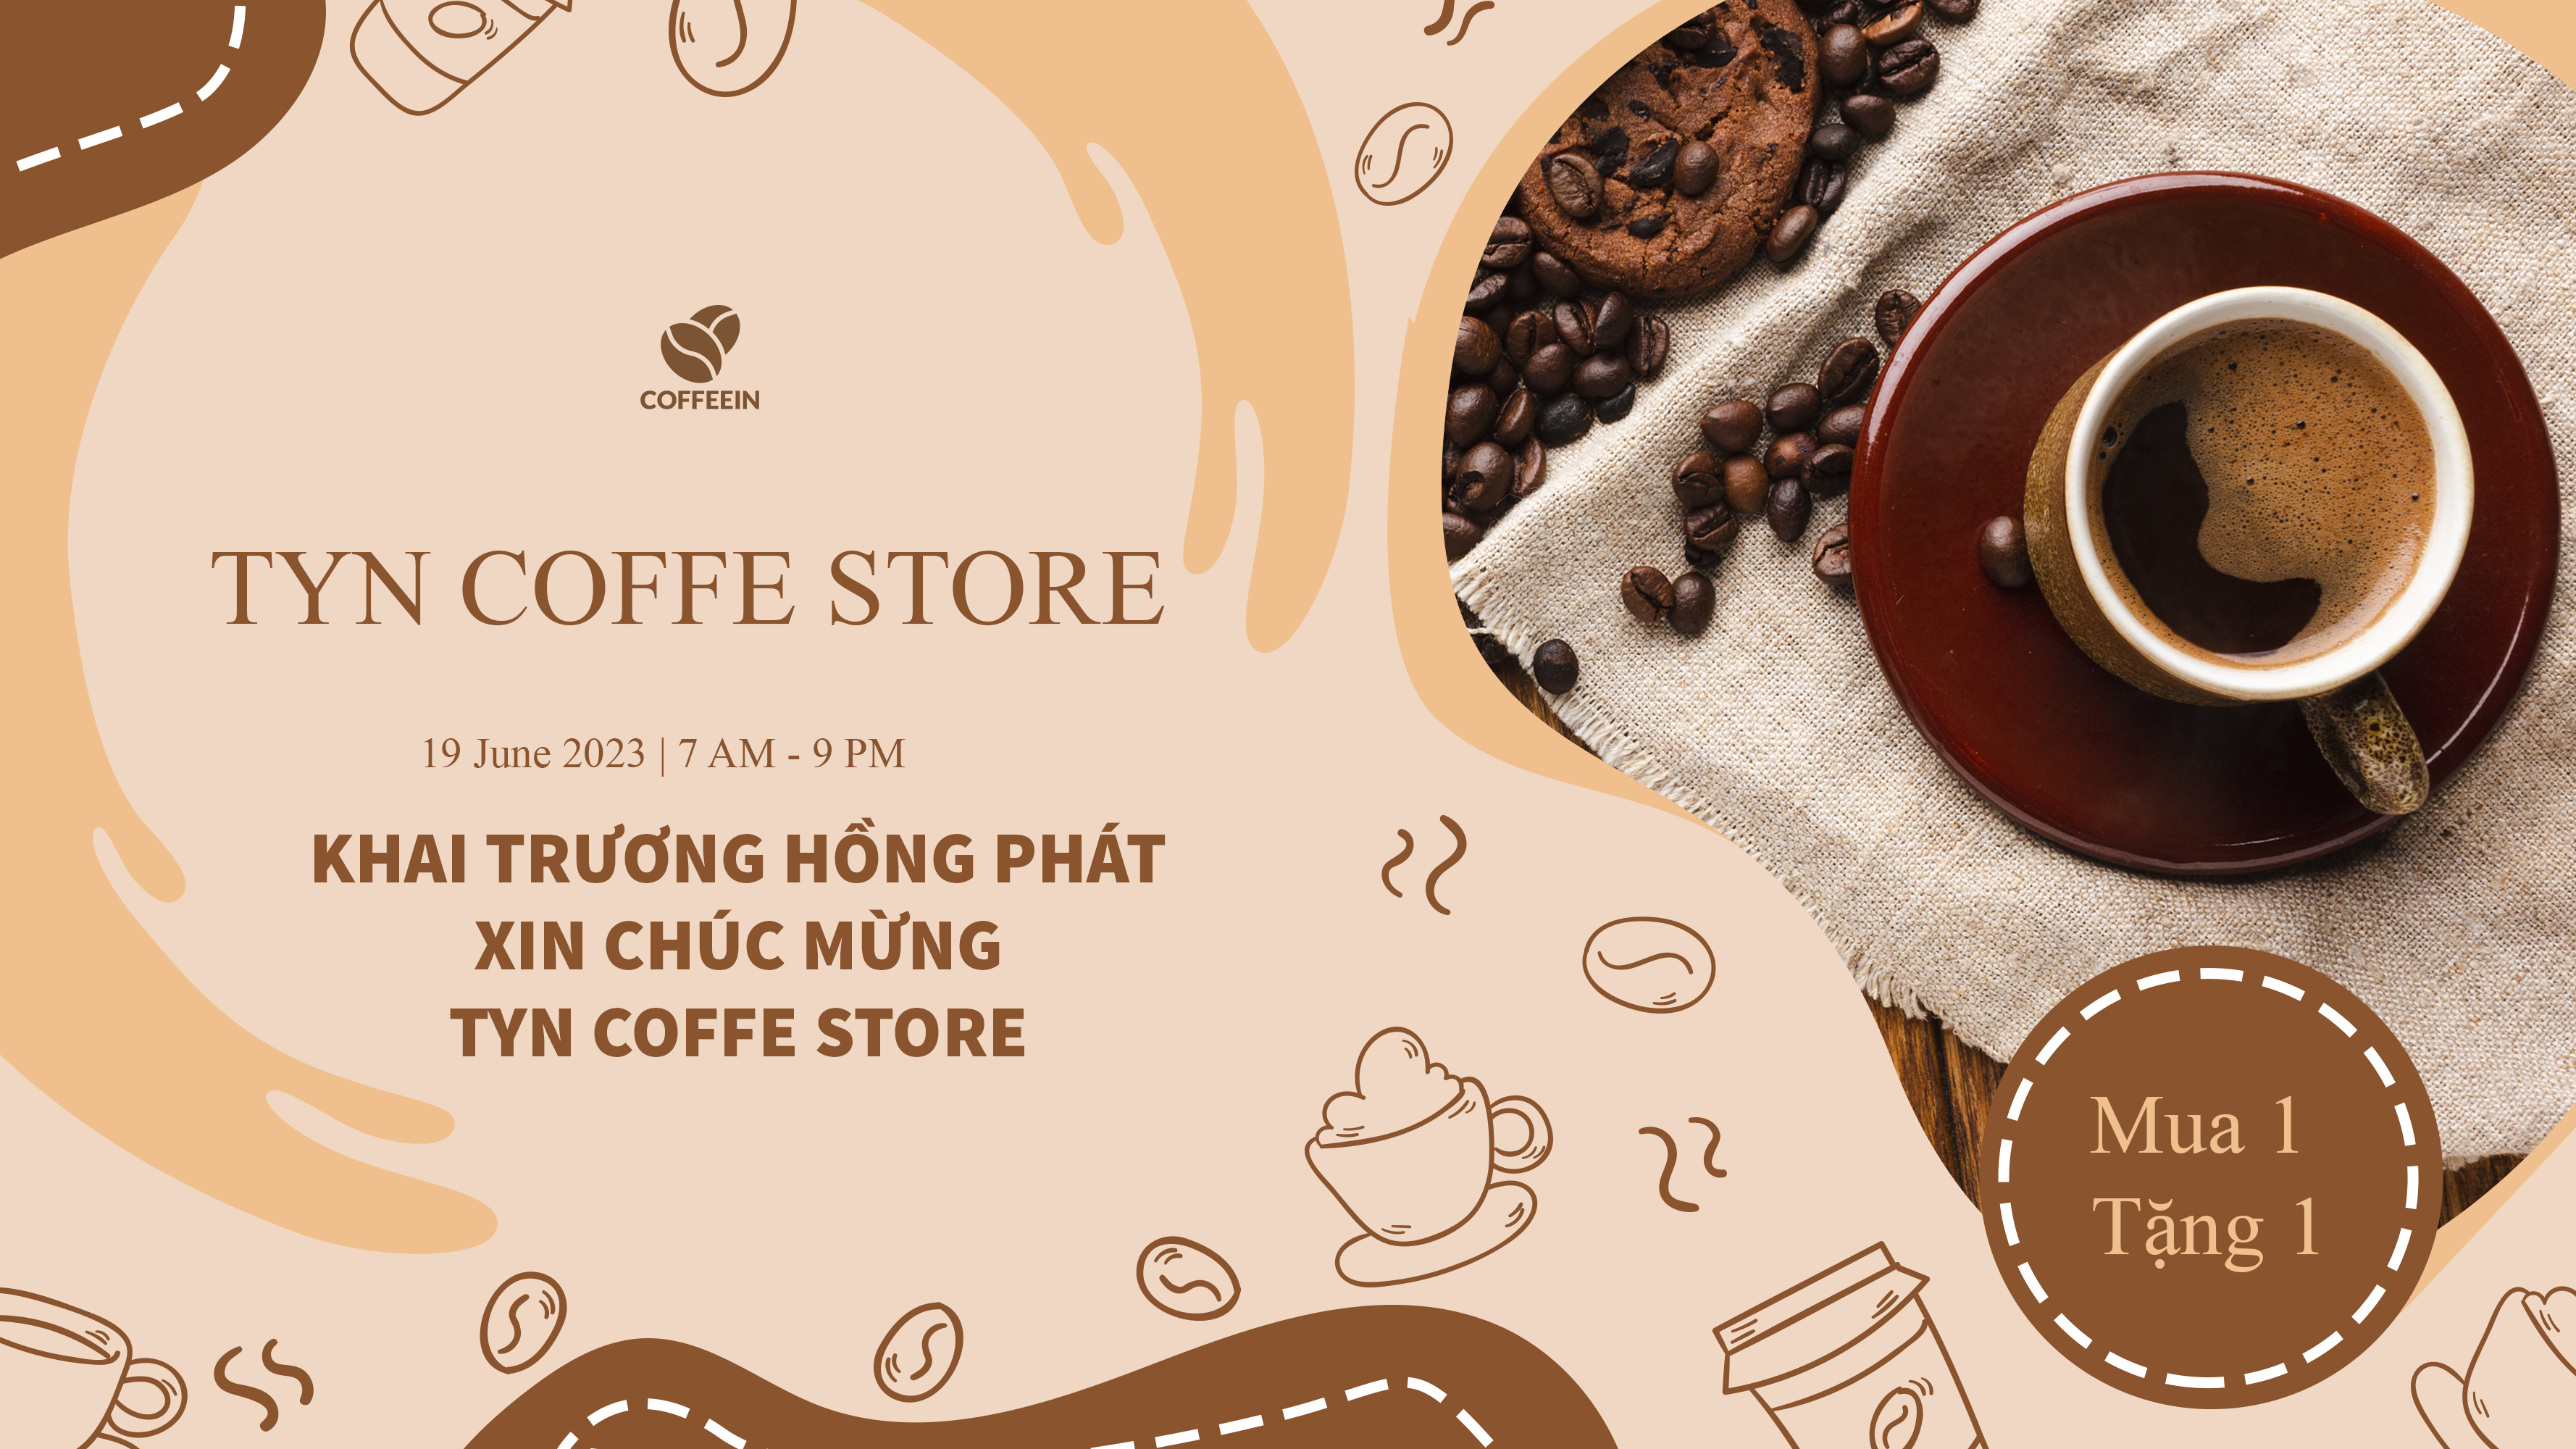 COFFEEIN
TYN COFFE STORE
19 June 2023 | 7 AM - 9 PM
KHAI TRƯƠNG HỒNG PHÁT
XIN CHÚC MỪNG
TYN COFFE STORE
Mua 1
Tặng 1